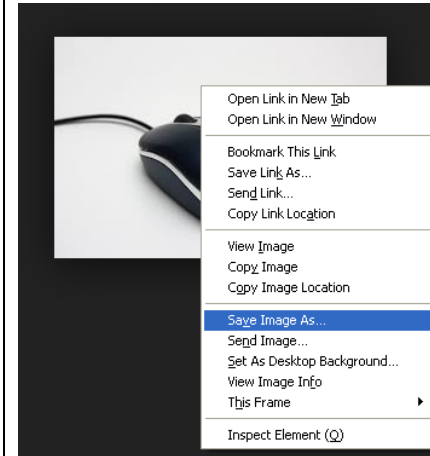 Open Link in New Tab
Open Link in New Window
Bookmark This Link
Save Link As...
Send Link...
Copy Link Location
View Image
Copy Image
Copy Image Location
Save Image As...
Send Image...
Set As Desktop Background...
View Image Info
This Frame
Inspect Element (Q)